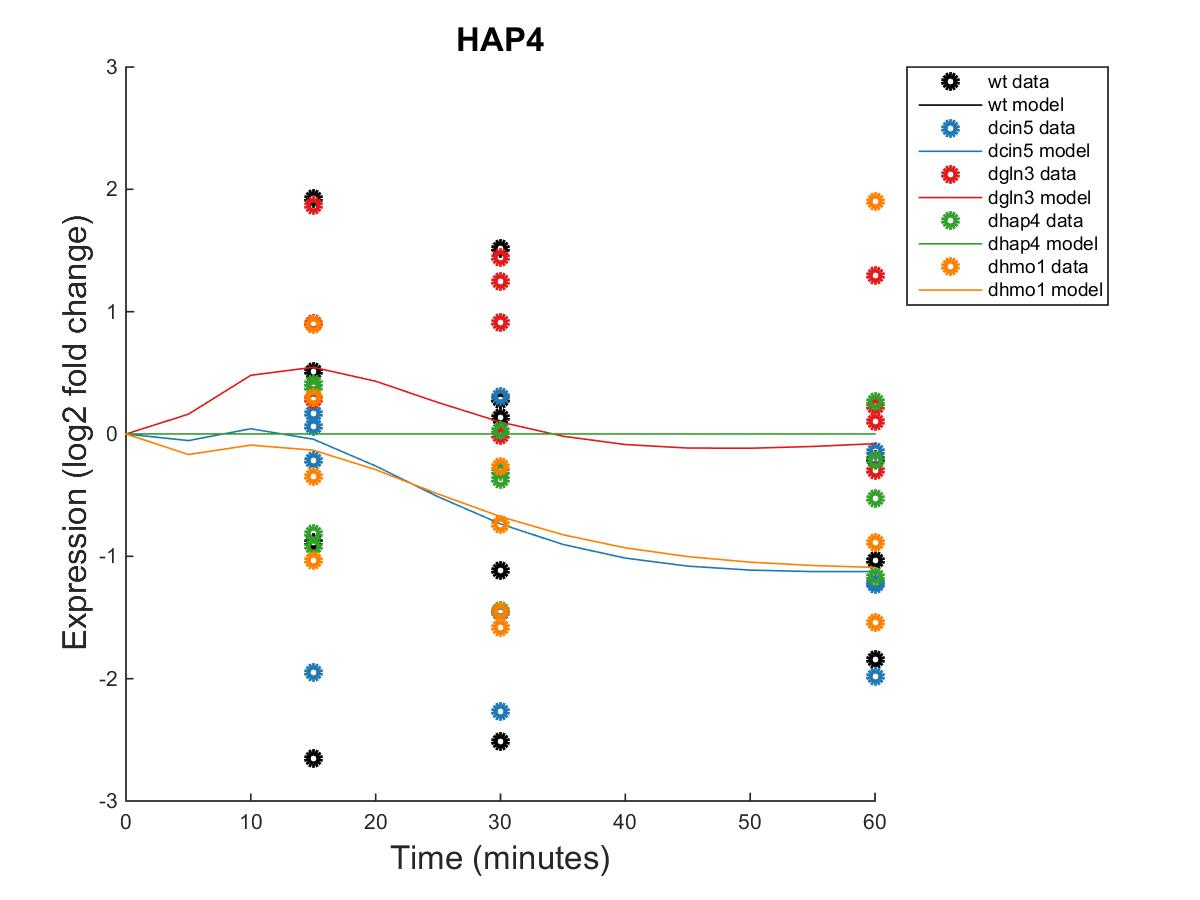 HAP4
Expression (log2 fold change)
3
2
1
0
-1
-2
-3
0 10 20 30 40 50 60
Time (minutes)
wt data
wt model
dcin5 data
dcin5 model
dgln3 data
dgln3 model
dhap4 data
dhap4 model
dhmo1 data
dhmo1 model